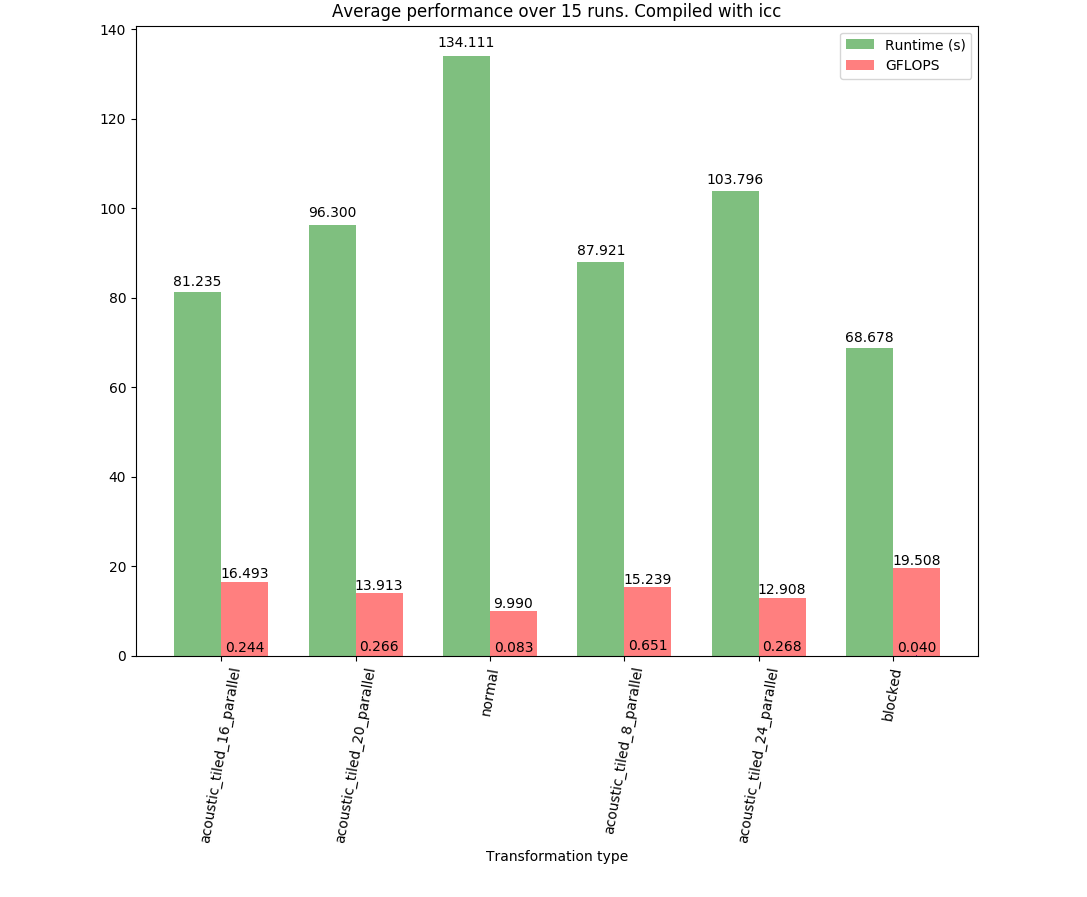 Average performance over 15 runs. Compiled with icc
Runtime (s)
GFLOPS
140
120
100
80
60
40
20
0
81.235
96.300
134.111
87.921
103.796
68.678
16.493
13.913
9.990
15.239
12.908
19.508
0.244
0.266
0.083
0.651
0.268
0.040
acoustic_tiled_16_parallel
acoustic_tiled_20_parallel
normal
acoustic_tiled_8_parallel
acoustic_tiled_24_parallel
blocked
Transformation type